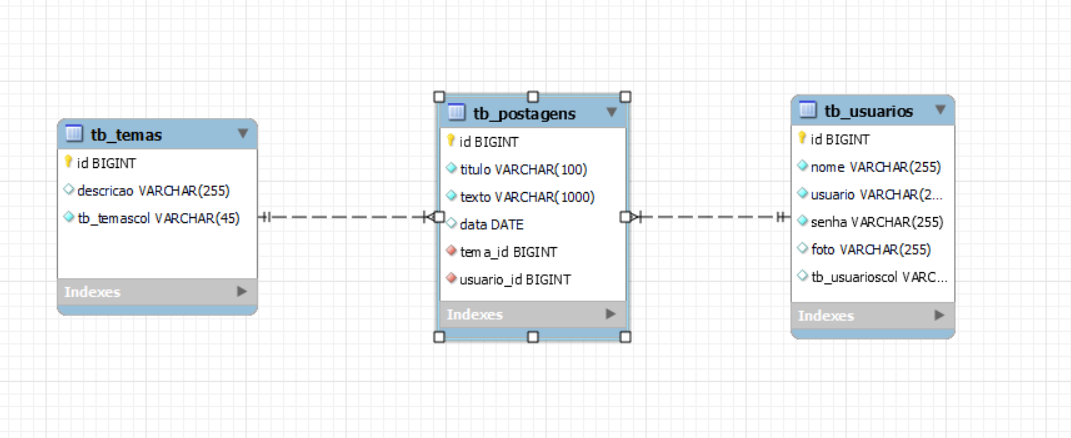 tb_temas
id BIGINT
descricao VARCHAR(255)
tb_temascol VARCHAR(45)
Indexes
tb_postagens
id BIGINT
titulo VARCHAR(100)
texto VARCHAR(1000)
data DATE
tema_id BIGINT
usuario_id BIGINT
Indexes
tb_usuarios
id BIGINT
nome VARCHAR(255)
usuario VARCHAR(2...
senha VARCHAR(255)
foto VARCHAR(255)
tb_usuarioscol VARC...
Indexes